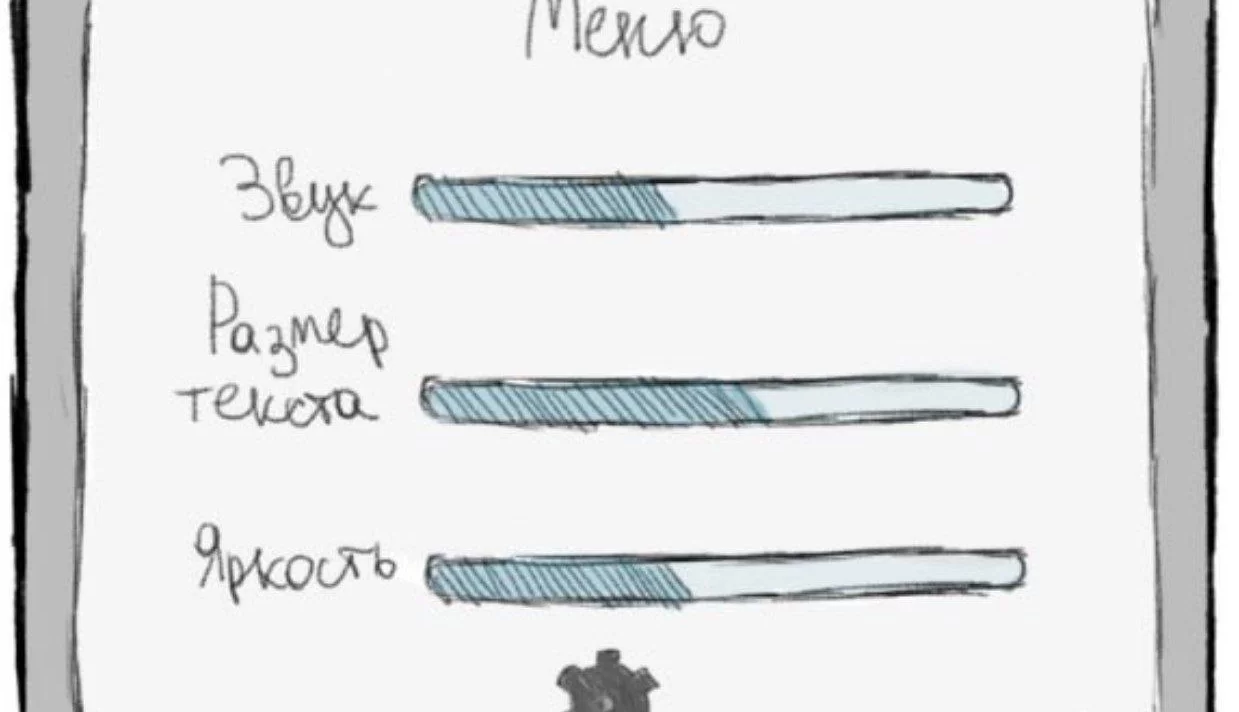 Меню
Звук
Размер
текста
Яркость